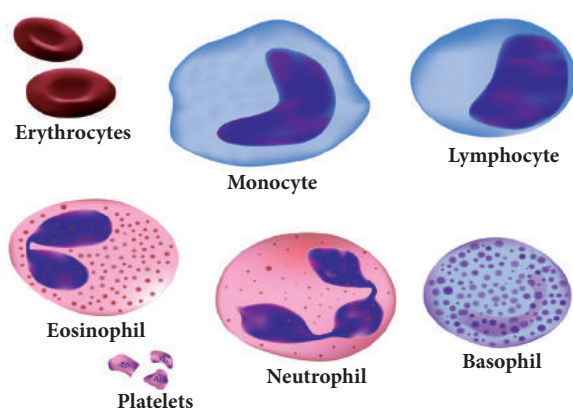 Erythrocytes
Monocyte
Lymphocyte
Eosinophil
Neutrophil
Basophil
Platelets